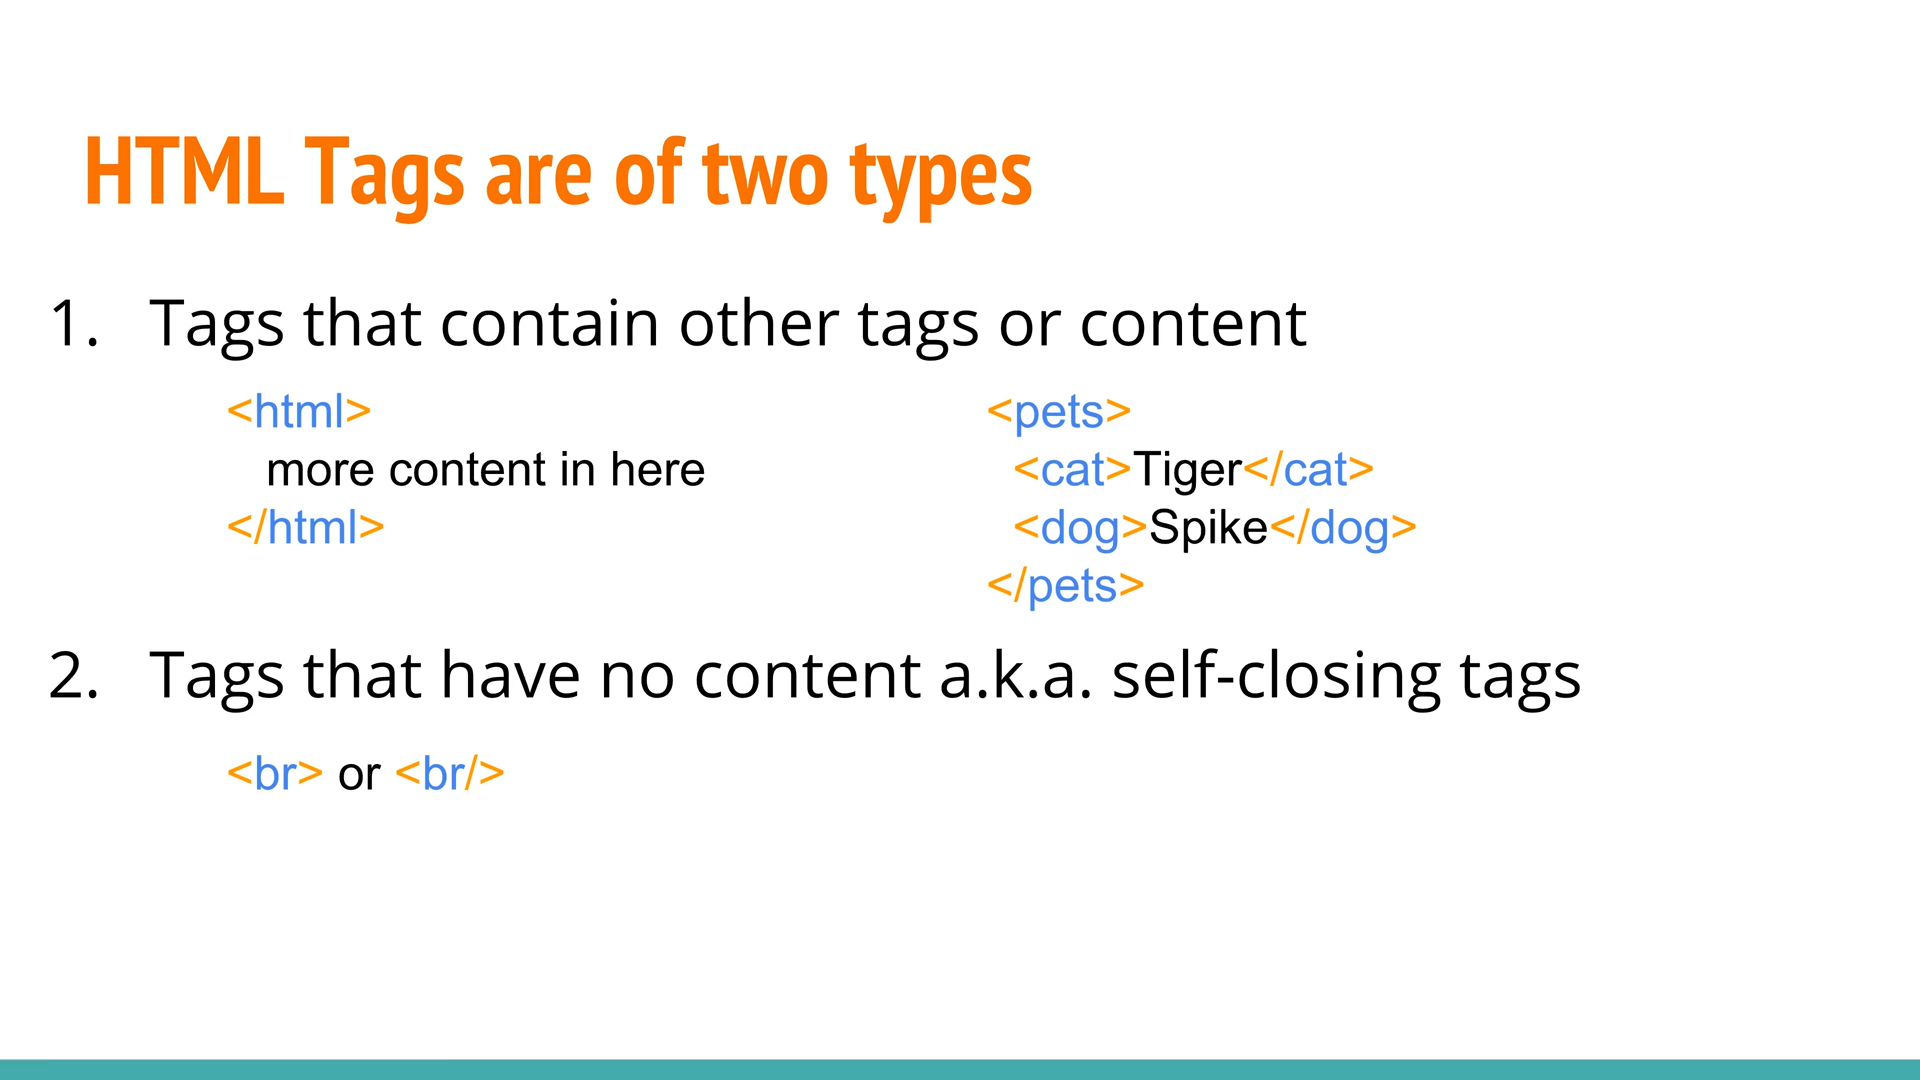 HTML Tags are of two types
1. Tags that contain other tags or content
<html>
more content in here
</html>
<pets>
<cat>Tiger</cat>
<dog>Spike</dog>
</pets>
2. Tags that have no content a.k.a. self-closing tags
<br> or <br/>